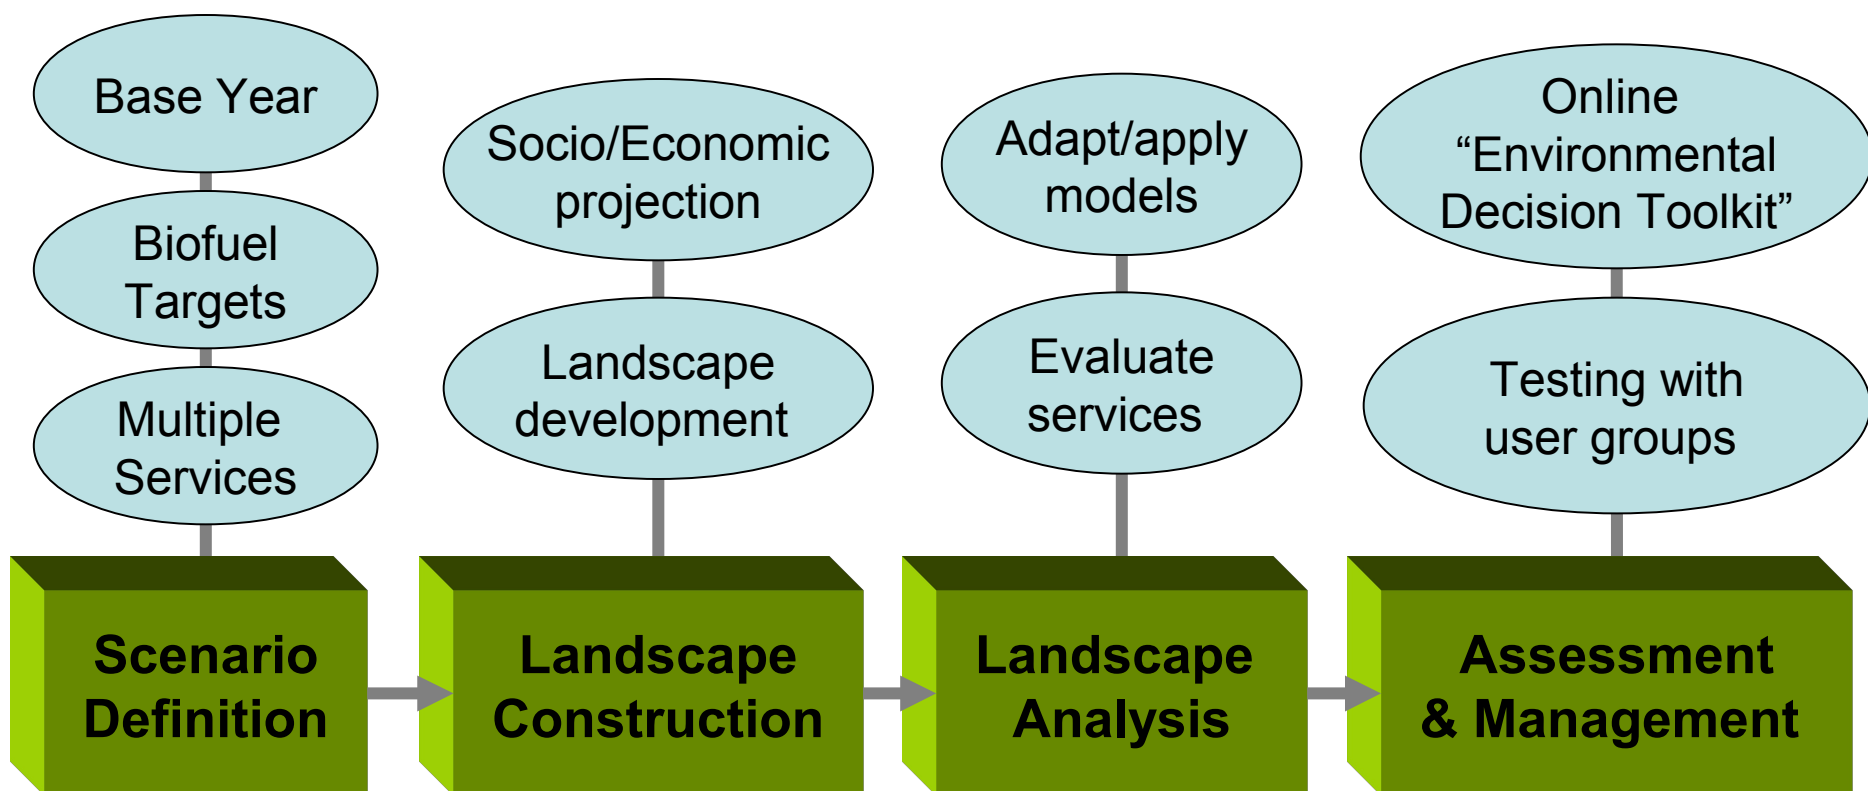 Base Year
Biofuel
Targets
Multiple
Services
Scenario
Definition
Socio/Economic
projection
Landscape
development
Landscape
Construction
Adapt/apply
models
Evaluate
services
Landscape
Analysis
Online
“Environmental
Decision Toolkit”
Testing with
user groups
Assessment
& Management